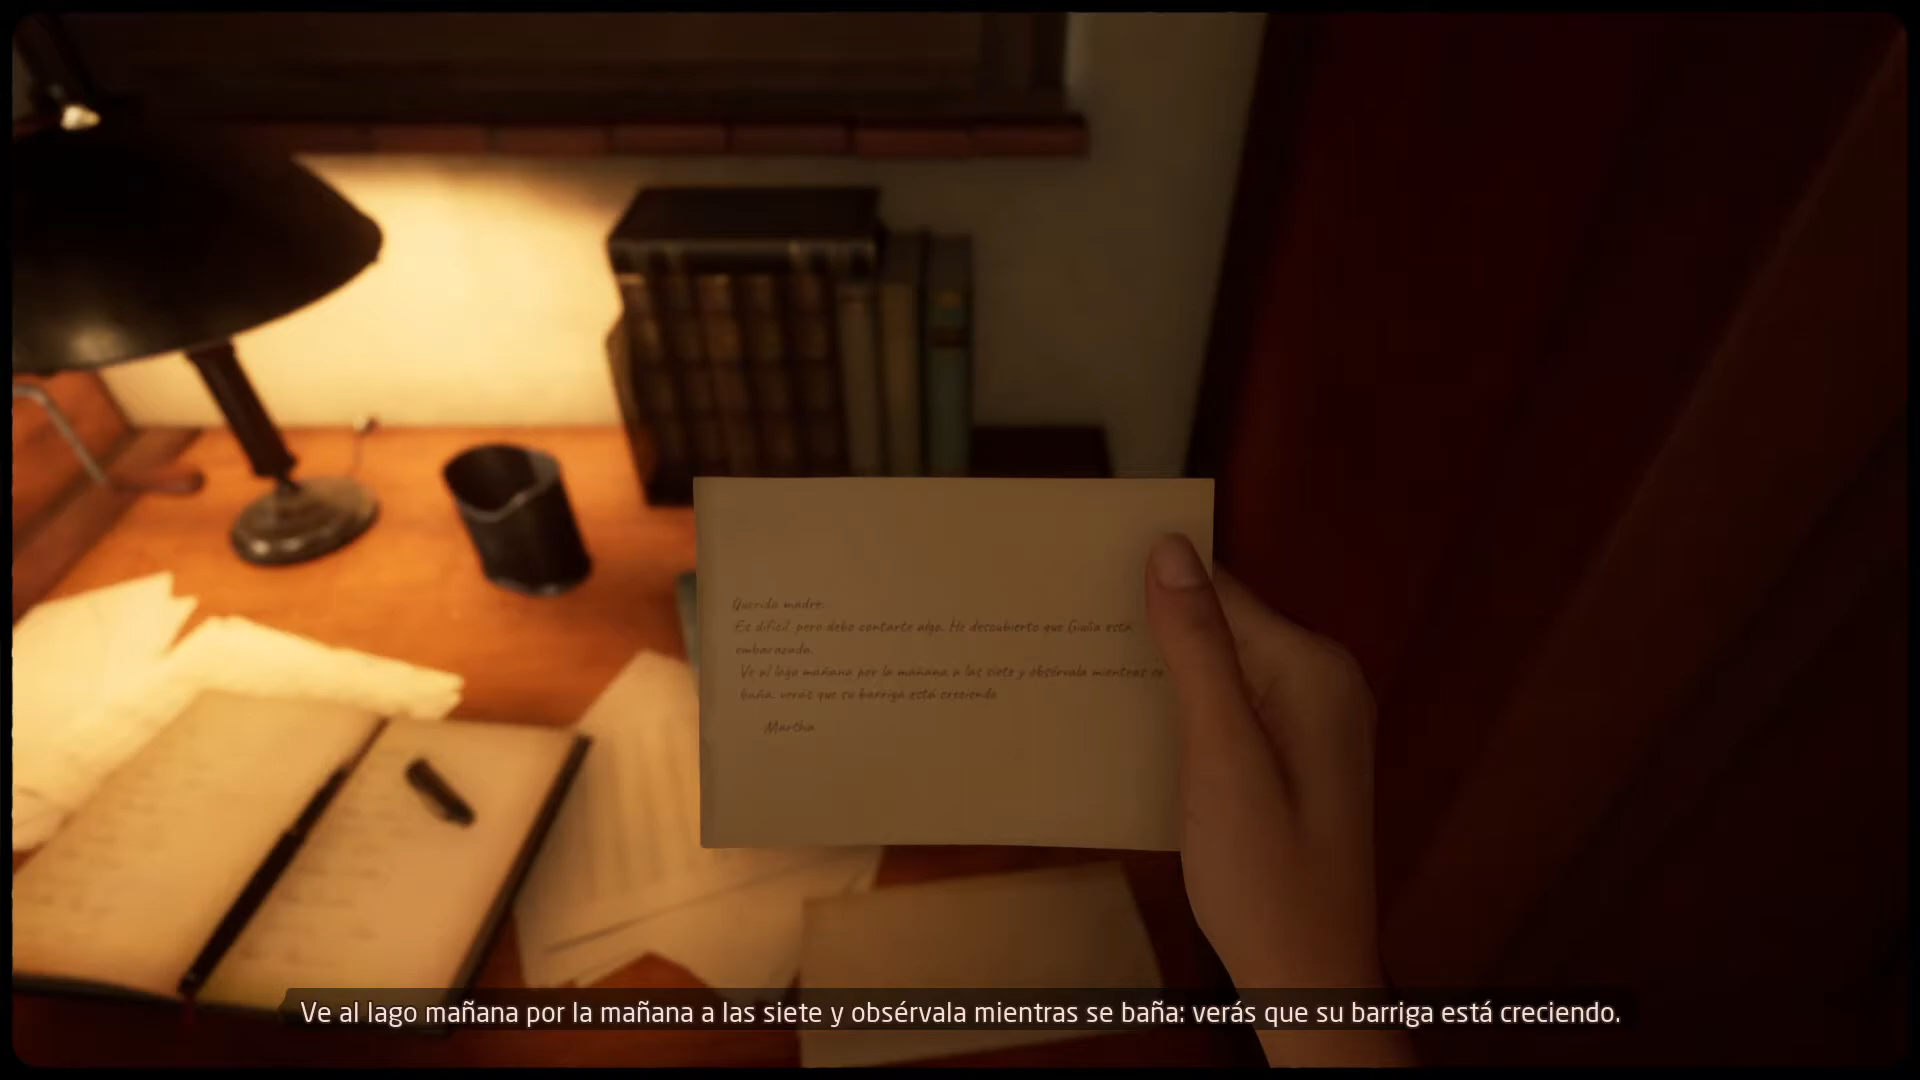 Querida madre:
Es difícil, pero debo contarte algo. He descubierto que Giulia está
embarazada.
Ve al lago mañana por la mañana a las siete y obsérvala mientras se
baña: verás que su barriga está creciendo.
Martha
Ve al lago mañana por la mañana a las siete y obsérvala mientras se baña: verás que su barriga está creciendo.